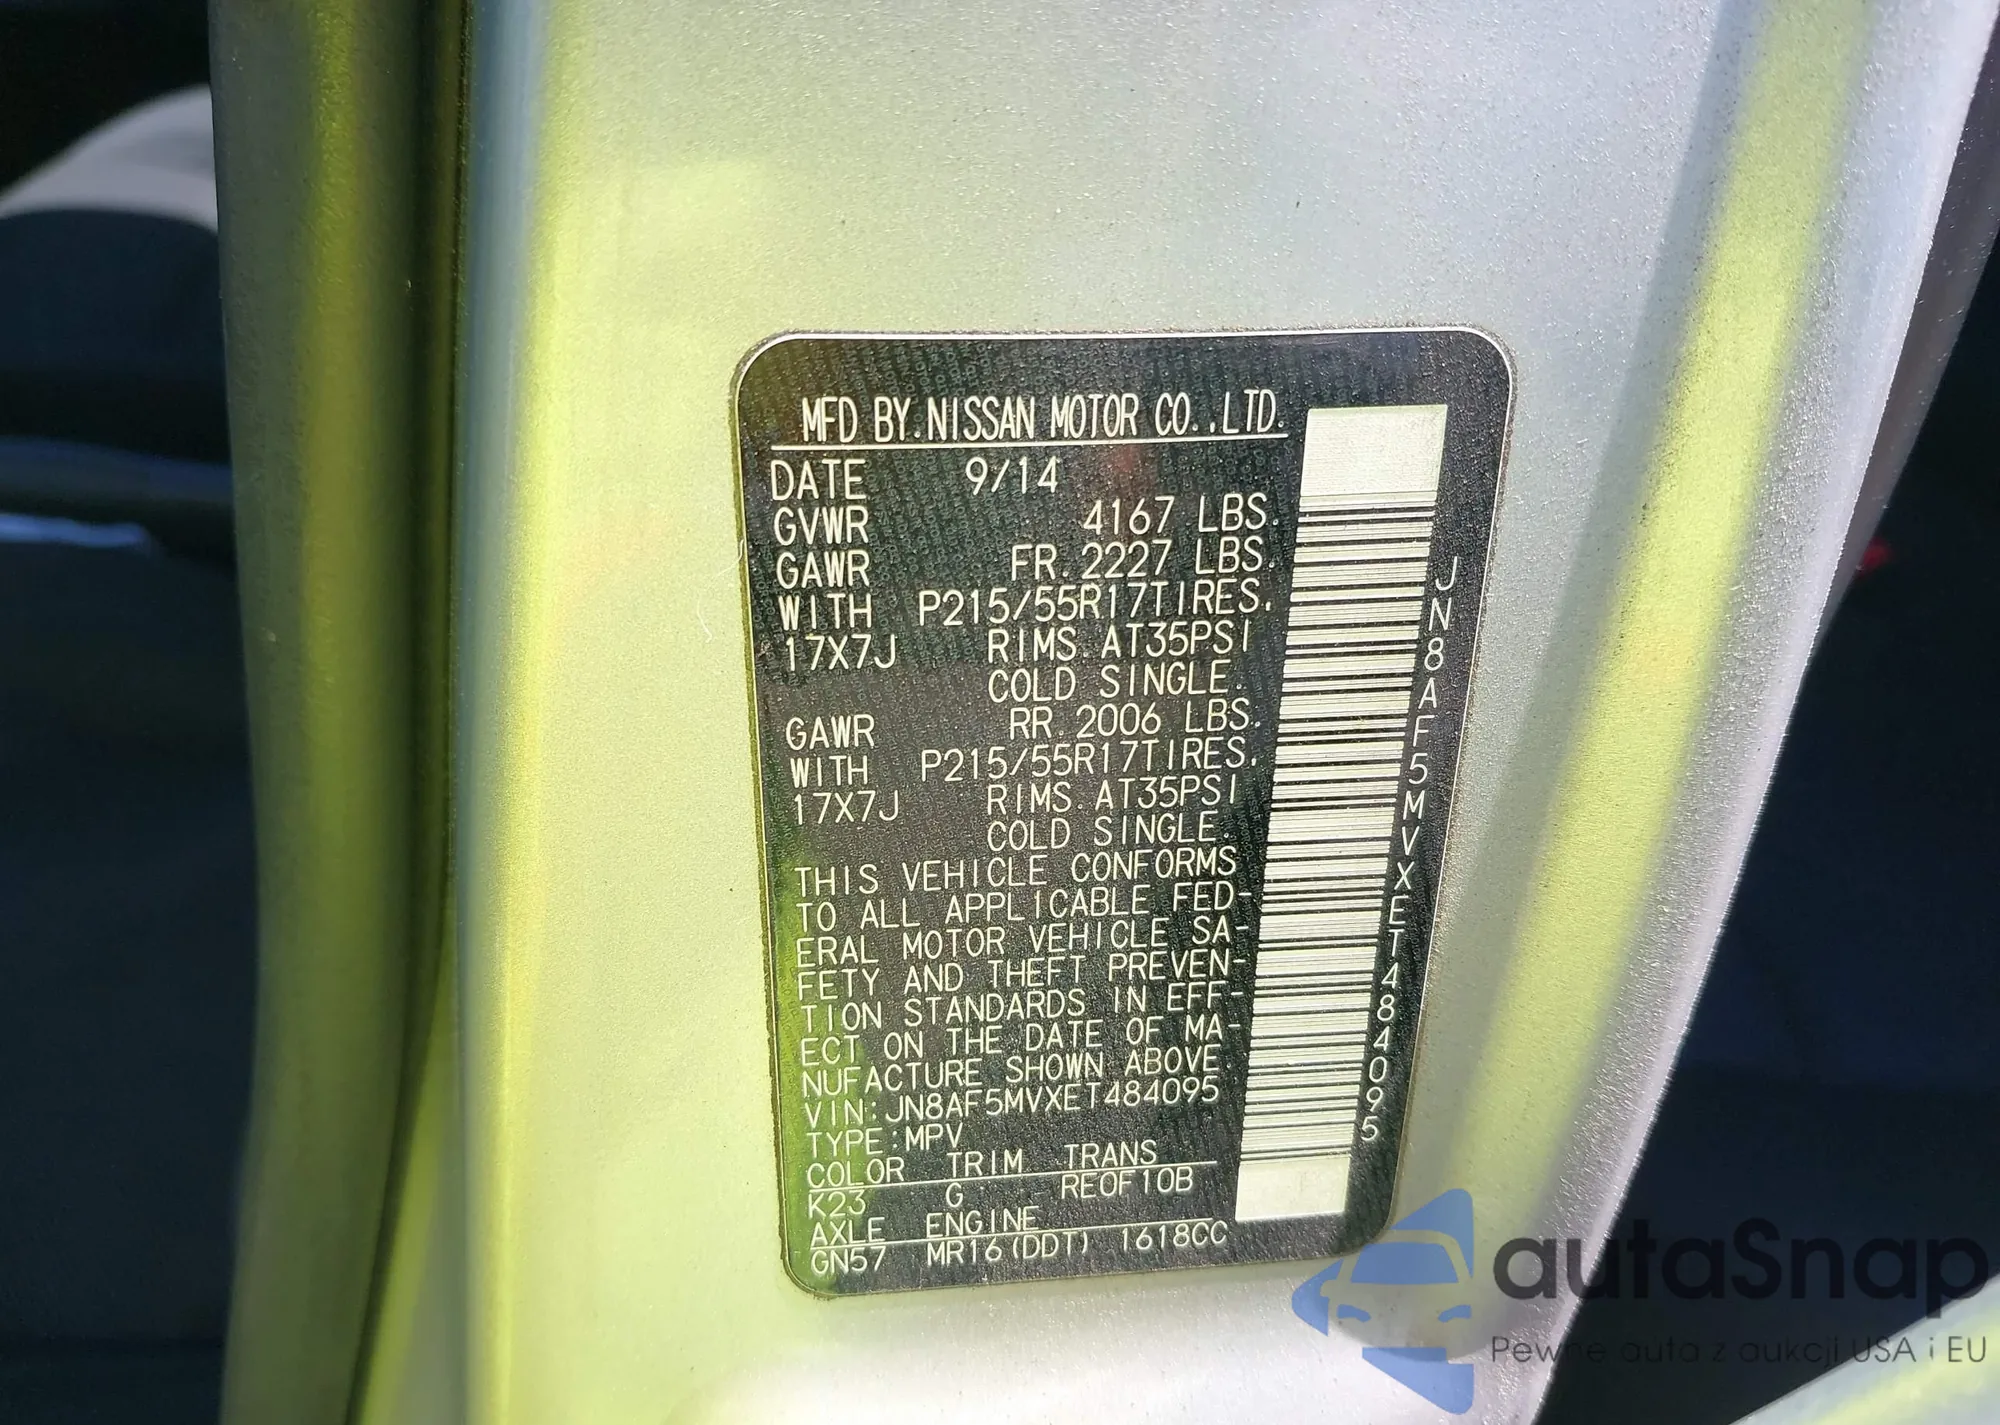 MFD BY.NISSAN MOTOR CO.,LTD.
DATE 9/14
GVWR 4167 LBS.
GAWR FR. 2227 LBS.
WITH P215/55R17TIRES.
17X7J RIMS. AT35PSI
COLD SINGLE.
GAWR RR. 2006 LBS.
WITH P215/55R17TIRES.
17X7J RIMS. AT35PSI
COLD SINGLE.
THIS VEHICLE CONFORMS
TO ALL APPLICABLE FED-
ERAL MOTOR VEHICLE SA-
FETY AND THEFT PREVEN-
TION STANDARDS IN EFF-
ECT ON THE DATE OF MA-
NUFACTURE SHOWN ABOVE.
VIN:JN8AF5MVXET484095
TYPE:MPV
COLOR TRIM TRANS
K23 G RE0F10B
AXLE ENGINE
GN57 MR16(DDT) 1618CC
JN8AF5MVXET484095
autaSnap
Pewne auta z aukcji USA i EU